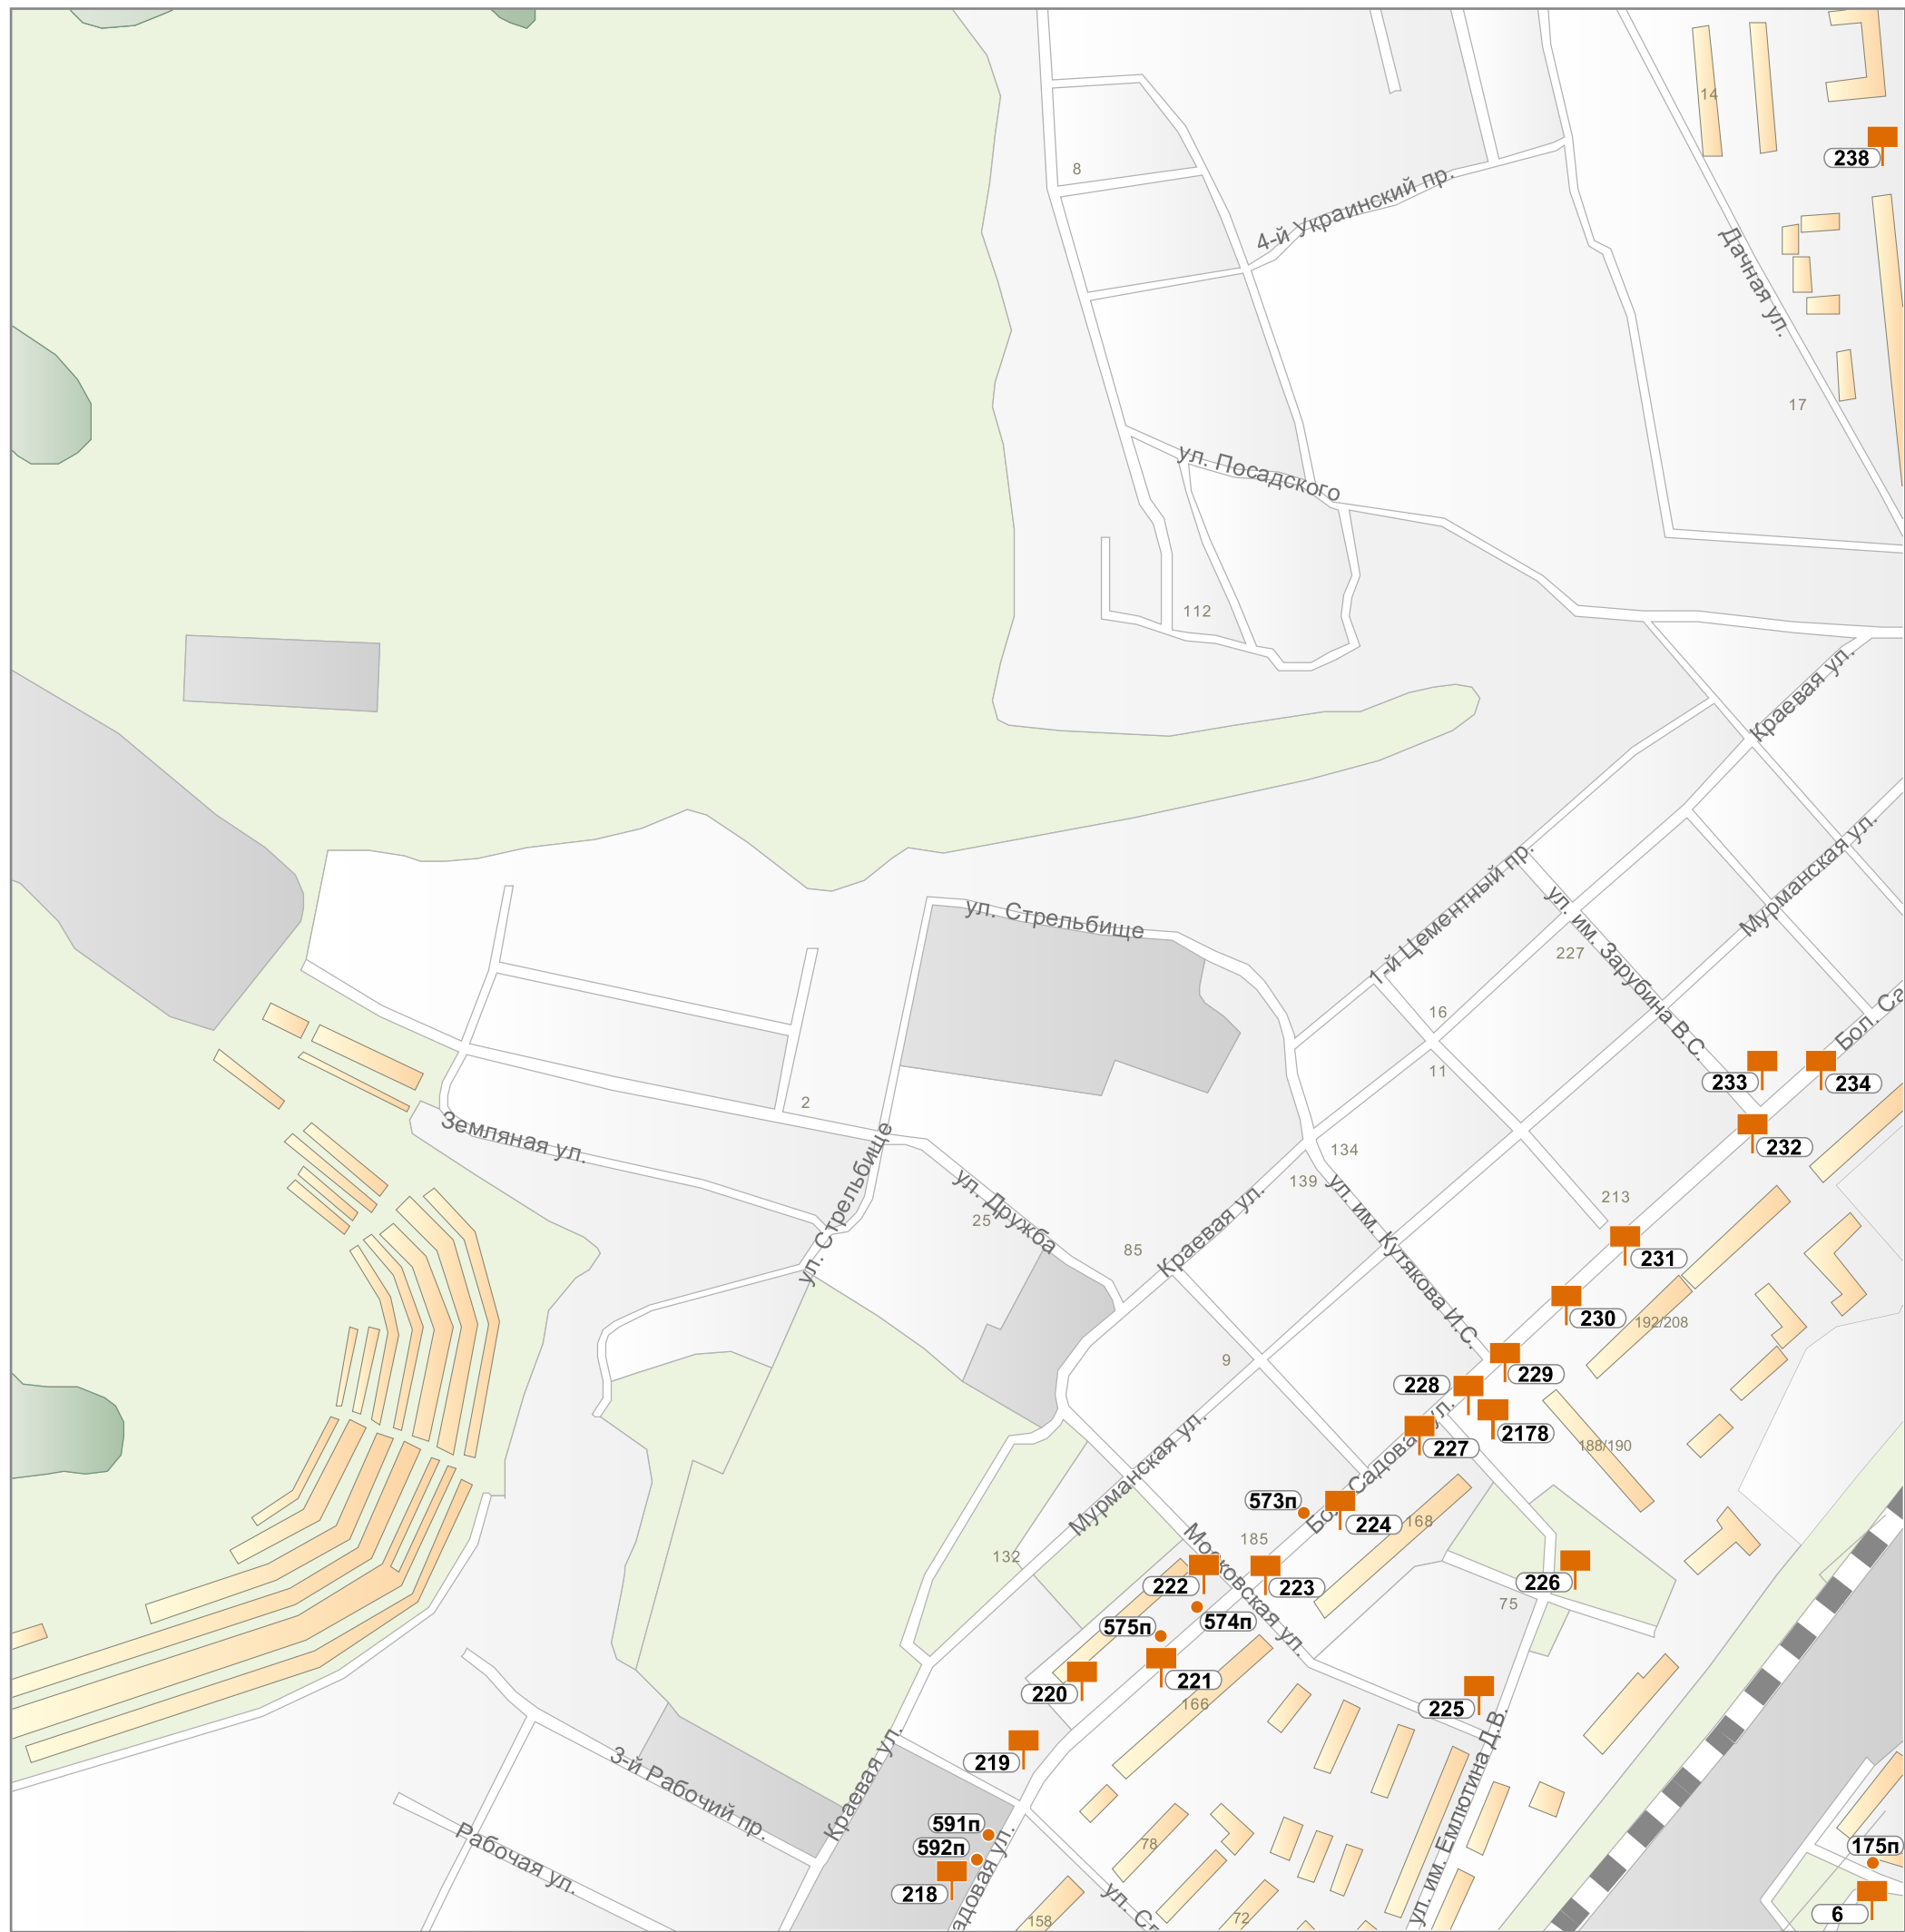 14
238
8
4-й Украинский пр.
Дачная ул.
17
ул. Посадского
112
Краевая ул.
Мурманская ул.
1-й Цементный пр.
ул. Стрельбище
ул. им. Зарубина В.С.
227
16
11
Бол.
233
234
232
2
Земляная ул.
ул. Стрельбище
ул. Дружба
25
134
139
85
Краевая ул.
ул. им. Кутякова И.С.
213
231
230
192/208
229
9
228
2178
227
188/190
Мурманская ул.
Бол. Садовая ул.
573п
224
168
185
132
Московская ул.
222
223
226
75
575п
574п
220
221
166
225
219
3-й Рабочий пр.
Краевая ул.
Рабочая ул.
591п
592п
218
78
72
158
ул. им. Емлютина Д.В.
175п
6